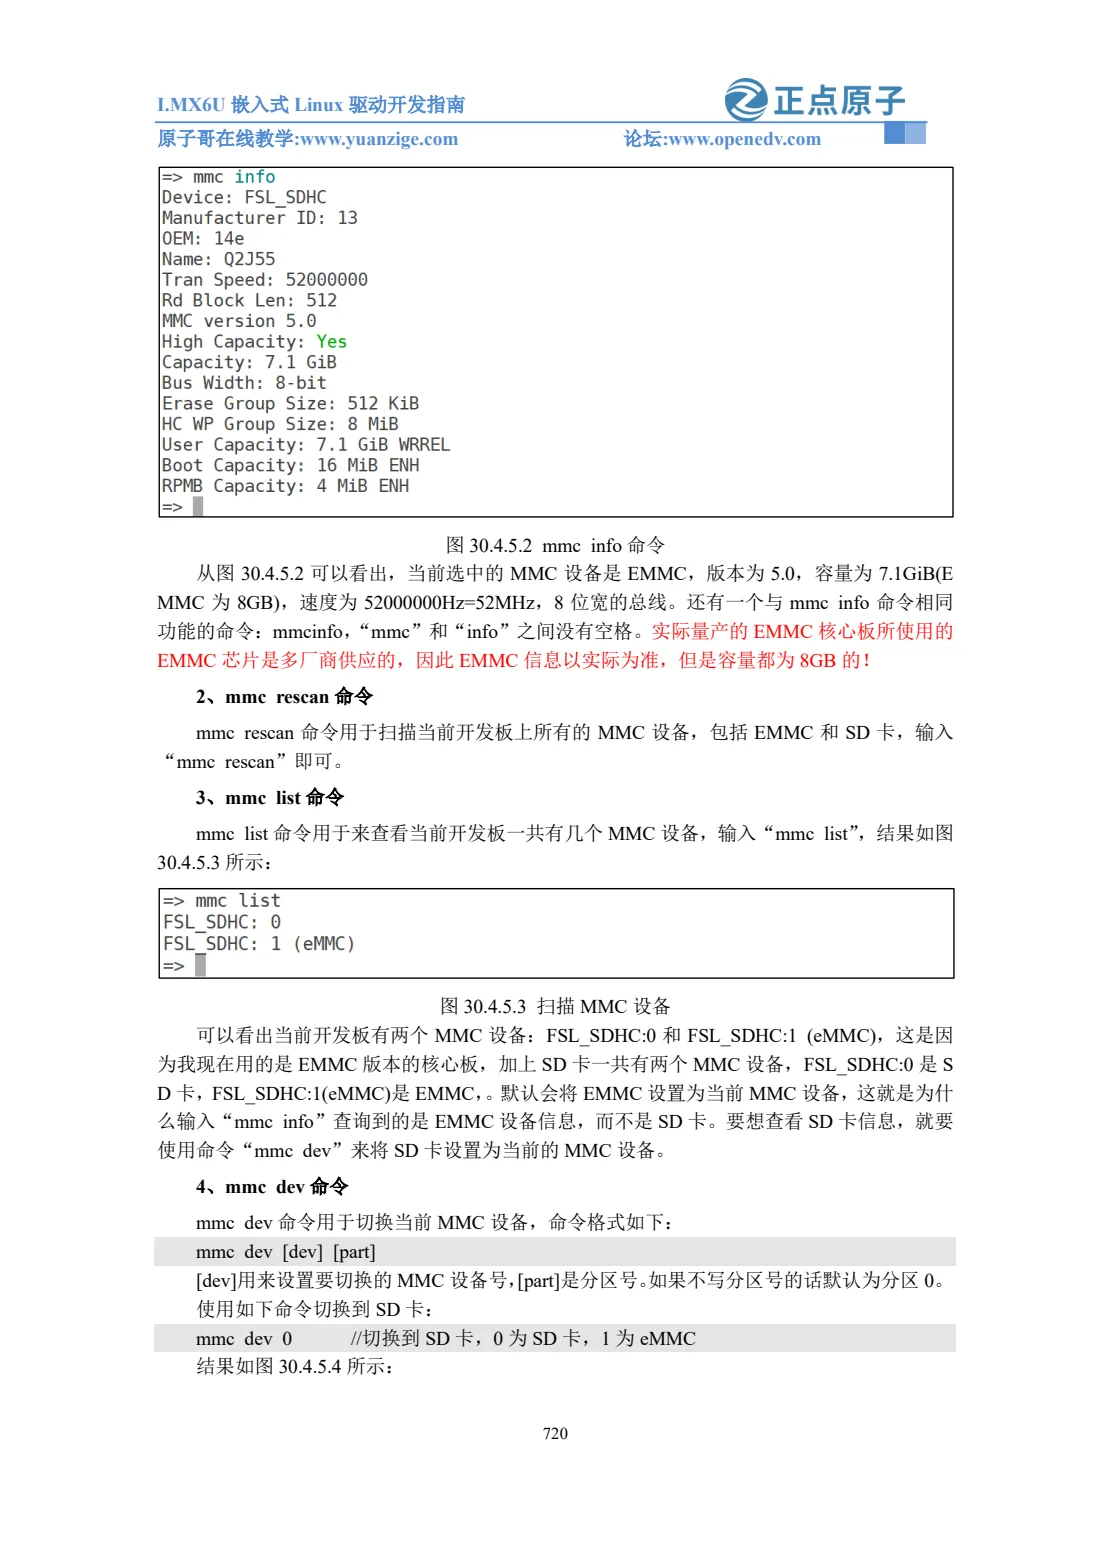 I.MX6U 嵌入式 Linux 驱动开发指南
正点原子
原子哥在线教学:www.yuanzige.com 论坛:www.openedv.com
=> mmc info
Device: FSL_SDHC
Manufacturer ID: 13
OEM: 14e
Name: Q2J55
Tran Speed: 52000000
Rd Block Len: 512
MMC version 5.0
High Capacity: Yes
Capacity: 7.1 GiB
Bus Width: 8-bit
Erase Group Size: 512 KiB
HC WP Group Size: 8 MiB
User Capacity: 7.1 GiB WRREL
Boot Capacity: 16 MiB ENH
RPMB Capacity: 4 MiB ENH
=>
图 30.4.5.2 mmc info 命令
从图 30.4.5.2 可以看出，当前选中的 MMC 设备是 EMMC，版本为 5.0，容量为 7.1GiB(E
MMC 为 8GB)，速度为 52000000Hz=52MHz，8 位宽的总线。还有一个与 mmc info 命令相同
功能的命令：mmcinfo，“mmc”和“info”之间没有空格。实际量产的 EMMC 核心板所使用的
EMMC 芯片是多厂商供应的，因此 EMMC 信息以实际为准，但是容量都为 8GB 的！
2、mmc rescan 命令
mmc rescan 命令用于扫描当前开发板上所有的 MMC 设备，包括 EMMC 和 SD 卡，输入
“mmc rescan”即可。
3、mmc list 命令
mmc list 命令用于来查看当前开发板一共有几个 MMC 设备，输入“mmc list”，结果如图
30.4.5.3 所示：
=> mmc list
FSL_SDHC: 0
FSL_SDHC: 1 (eMMC)
=>
图 30.4.5.3 扫描 MMC 设备
可以看出当前开发板有两个 MMC 设备：FSL_SDHC:0 和 FSL_SDHC:1 (eMMC)，这是因
为我现在用的是 EMMC 版本的核心板，加上 SD 卡一共有两个 MMC 设备，FSL_SDHC:0 是 S
D 卡，FSL_SDHC:1(eMMC)是 EMMC，。默认会将 EMMC 设置为当前 MMC 设备，这就是为什
么输入“mmc info”查询到的是 EMMC 设备信息，而不是 SD 卡。要想查看 SD 卡信息，就要
使用命令“mmc dev”来将 SD 卡设置为当前的 MMC 设备。
4、mmc dev 命令
mmc dev 命令用于切换当前 MMC 设备，命令格式如下：
mmc dev [dev] [part]
[dev]用来设置要切换的 MMC 设备号，[part]是分区号。如果不写分区号的话默认为分区 0。
使用如下命令切换到 SD 卡：
mmc dev 0 //切换到 SD 卡，0 为 SD 卡，1 为 eMMC
结果如图 30.4.5.4 所示：
720